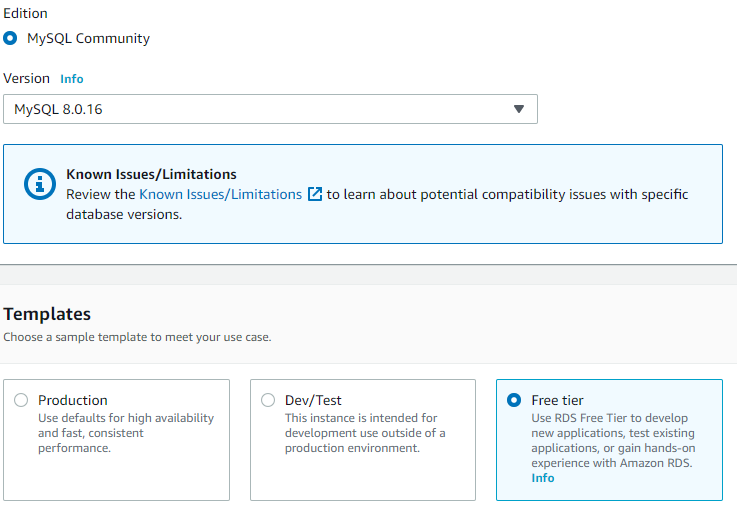 Edition
MySQL Community
Version Info
MySQL 8.0.16
Known Issues/Limitations
Review the Known Issues/Limitations to learn about potential compatibility issues with specific
database versions.
Templates
Choose a sample template to meet your use case.
Production
Use defaults for high availability
and fast, consistent
performance.
Dev/Test
This instance is intended for
development use outside of a
production environment.
Free tier
Use RDS Free Tier to develop
new applications, test existing
applications, or gain hands-on
experience with Amazon RDS.
Info